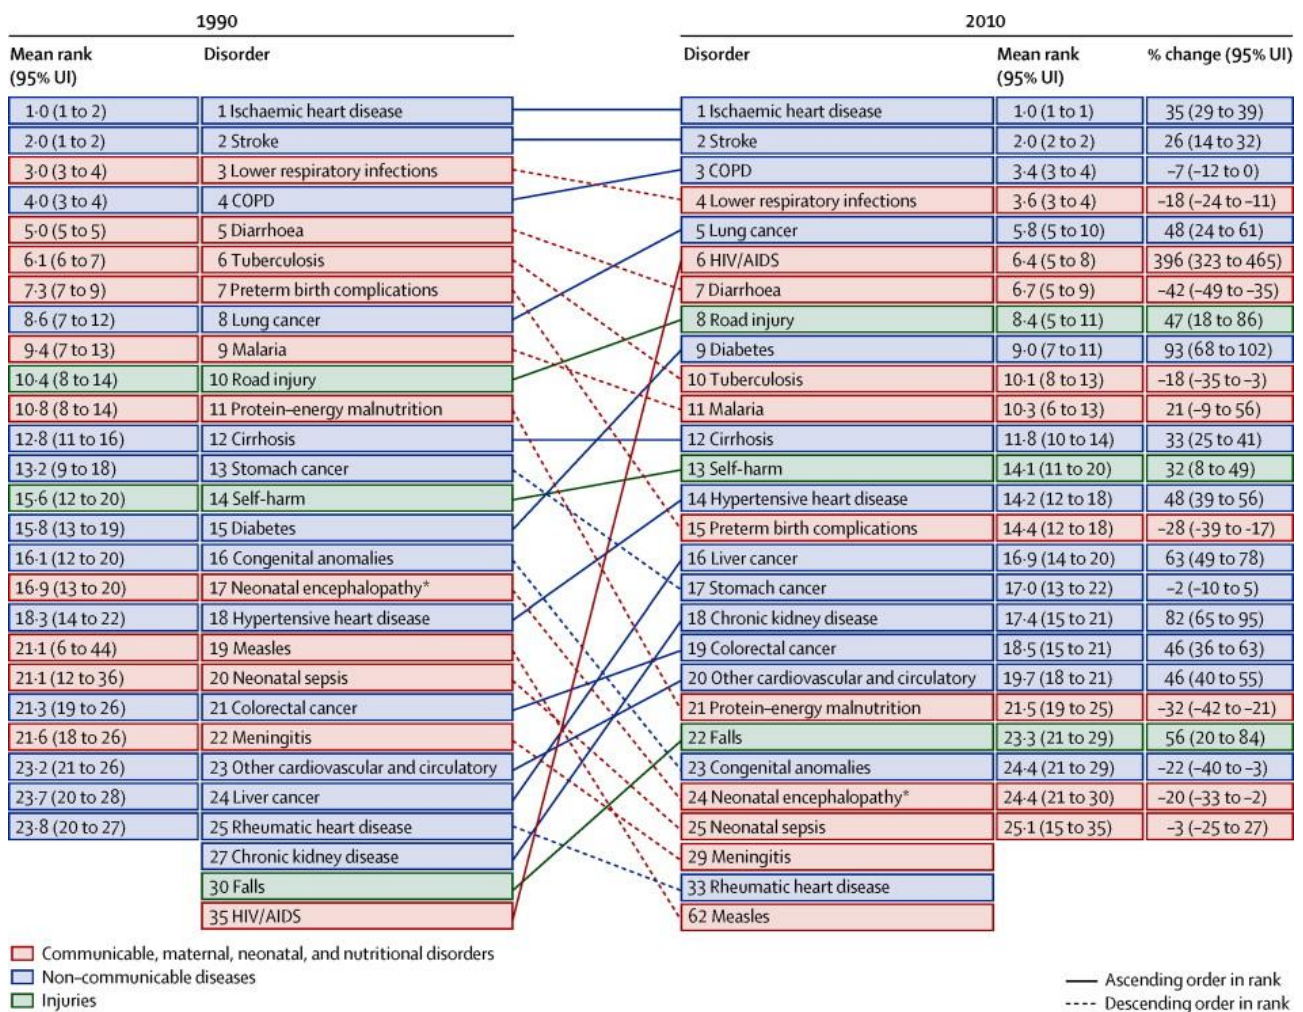 1990 2010
Mean rank (95% UI) Disorder Disorder Mean rank (95% UI) % change (95% UI)
1·0 (1 to 2) 1 Ischaemic heart disease 1 Ischaemic heart disease 1·0 (1 to 1) 35 (29 to 39)
2·0 (1 to 2) 2 Stroke 2 Stroke 2·0 (2 to 2) 26 (14 to 32)
3·0 (3 to 4) 3 Lower respiratory infections 3 COPD 3·4 (3 to 4) –7 (–12 to 0)
4·0 (3 to 4) 4 COPD 4 Lower respiratory infections 3·6 (3 to 4) –18 (–24 to –11)
5·0 (5 to 5) 5 Diarrhoea 5 Lung cancer 5·8 (5 to 10) 48 (24 to 61)
6·1 (6 to 7) 6 Tuberculosis 6 HIV/AIDS 6·4 (5 to 8) 396 (323 to 465)
7·3 (7 to 9) 7 Preterm birth complications 7 Diarrhoea 6·7 (5 to 9) –42 (–49 to –35)
8·6 (7 to 12) 8 Lung cancer 8 Road injury 8·4 (5 to 11) 47 (18 to 86)
9·4 (7 to 13) 9 Malaria 9 Diabetes 9·0 (7 to 11) 93 (68 to 102)
10·4 (8 to 14) 10 Road injury 10 Tuberculosis 10·1 (8 to 13) –18 (–35 to –3)
10·8 (8 to 14) 11 Protein–energy malnutrition 11 Malaria 10·3 (6 to 13) 21 (–9 to 56)
12·8 (11 to 16) 12 Cirrhosis 12 Cirrhosis 11·8 (10 to 14) 33 (25 to 41)
13·2 (9 to 18) 13 Stomach cancer 13 Self-harm 14·1 (11 to 20) 32 (8 to 49)
15·6 (12 to 20) 14 Self-harm 14 Hypertensive heart disease 14·2 (12 to 18) 48 (39 to 56)
15·8 (13 to 19) 15 Diabetes 15 Preterm birth complications 14·4 (12 to 18) –28 (-39 to -17)
16·1 (12 to 20) 16 Congenital anomalies 16 Liver cancer 16·9 (14 to 20) 63 (49 to 78)
16·9 (13 to 20) 17 Neonatal encephalopathy* 17 Stomach cancer 17·0 (13 to 22) –2 (–10 to 5)
18·3 (14 to 22) 18 Hypertensive heart disease 18 Chronic kidney disease 17·4 (15 to 21) 82 (65 to 95)
21·1 (6 to 44) 19 Measles 19 Colorectal cancer 18·5 (15 to 21) 46 (36 to 63)
21·1 (12 to 36) 20 Neonatal sepsis 20 Other cardiovascular and circulatory 19·7 (18 to 21) 46 (40 to 55)
21·3 (19 to 26) 21 Colorectal cancer 21 Protein–energy malnutrition 21·5 (19 to 25) –32 (–42 to –21)
21·6 (18 to 26) 22 Meningitis 22 Falls 23·3 (21 to 29) 56 (20 to 84)
23·2 (21 to 26) 23 Other cardiovascular and circulatory 23 Congenital anomalies 24·4 (21 to 29) –22 (–40 to –3)
23·7 (20 to 28) 24 Liver cancer 24 Neonatal encephalopathy* 24·4 (21 to 30) –20 (–33 to –2)
23·8 (20 to 27) 25 Rheumatic heart disease 25 Neonatal sepsis 25·1 (15 to 35) –3 (–25 to 27)
27 Chronic kidney disease 29 Meningitis
30 Falls 33 Rheumatic heart disease
35 HIV/AIDS 62 Measles
Communicable, maternal, neonatal, and nutritional disorders
Non–communicable diseases
Injuries
Ascending order in rank
Descending order in rank